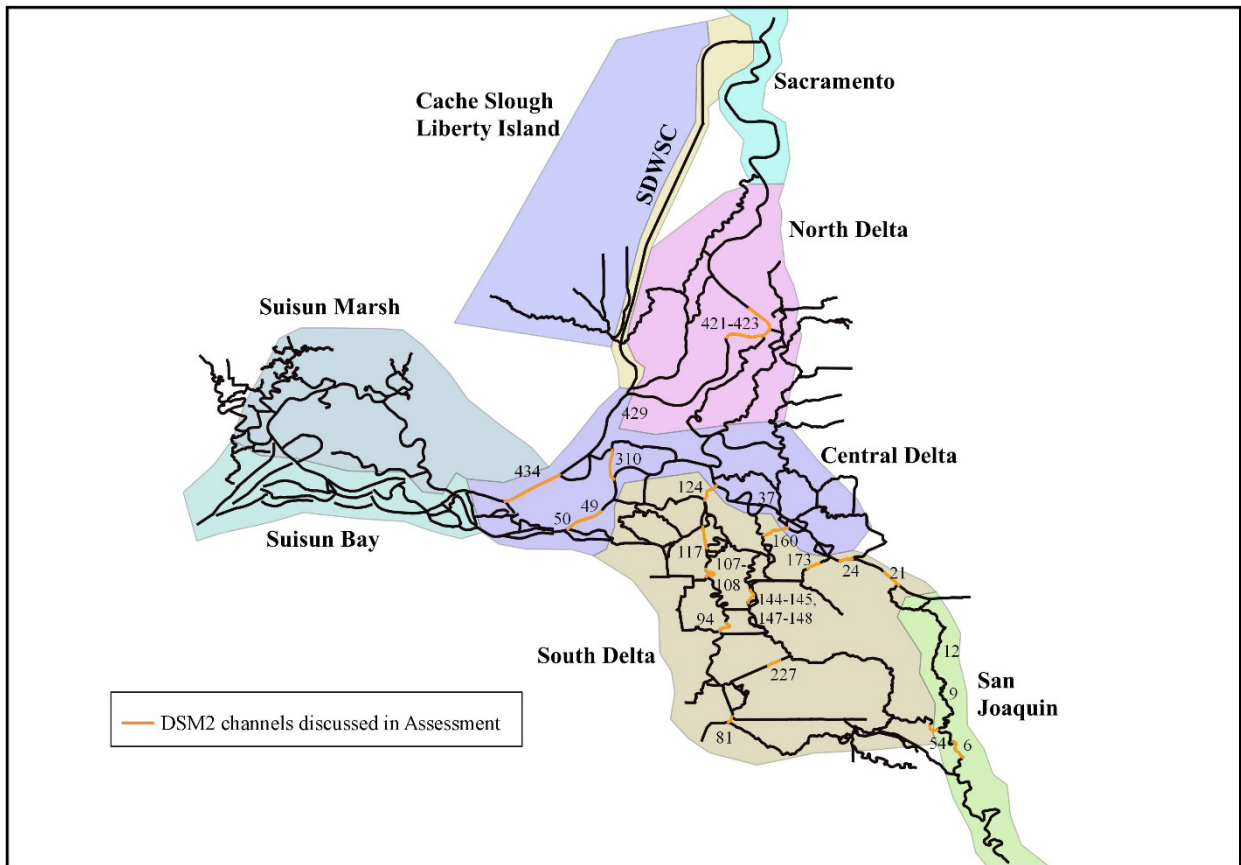 Sacramento
Cache Slough
Liberty Island
SDWSC
North Delta
Suisun Marsh
421-423
429
Central Delta
434
310
124
37
49
50
160
117
173
24
21
107-
108
144-145,
147-148
Suisun Bay
94
South Delta
12
227
9
San
Joaquin
DSM2 channels discussed in Assessment
81
54
6